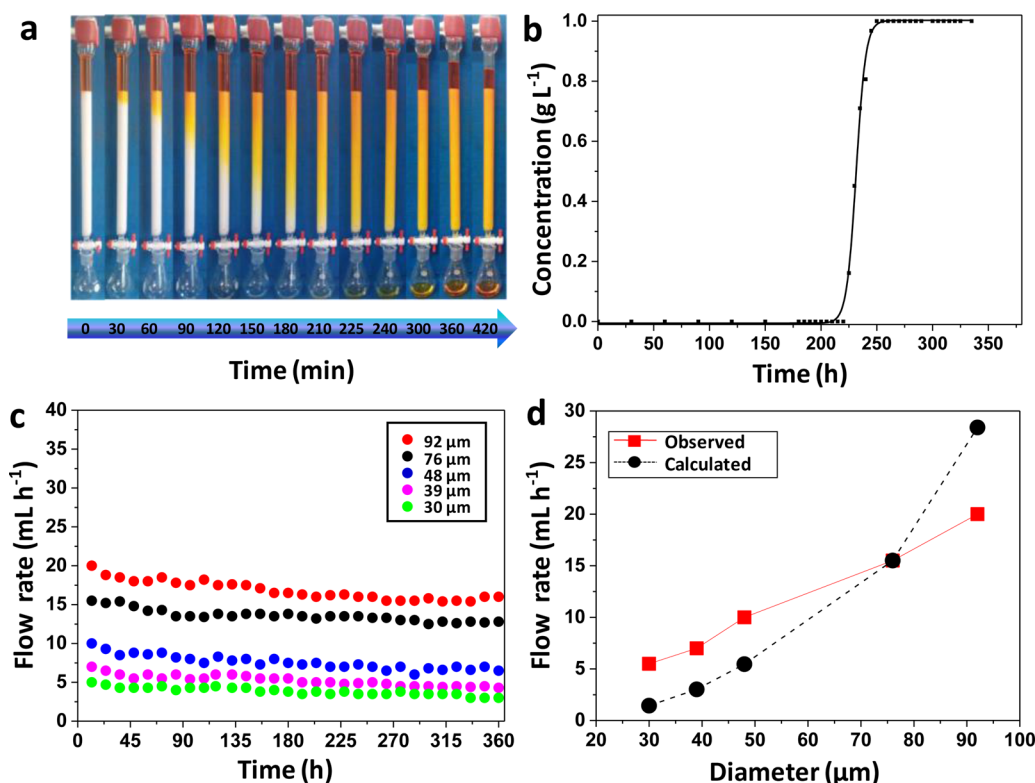 a
0 30 60 90 120 150 180 210 225 240 300 360 420
Time (min)
b
Concentration (g L⁻¹)
1.0
0.8
0.6
0.4
0.2
0.0
0 50 100 150 200 250 300 350
Time (h)
c
Flow rate (mL h⁻¹)
40
35
30
25
20
15
10
5
0
92 µm
76 µm
48 µm
39 µm
30 µm
0 45 90 135 180 225 270 315 360
Time (h)
d
Flow rate (mL h⁻¹)
30
25
20
15
10
5
0
Observed
Calculated
20 30 40 50 60 70 80 90 100
Diameter (µm)